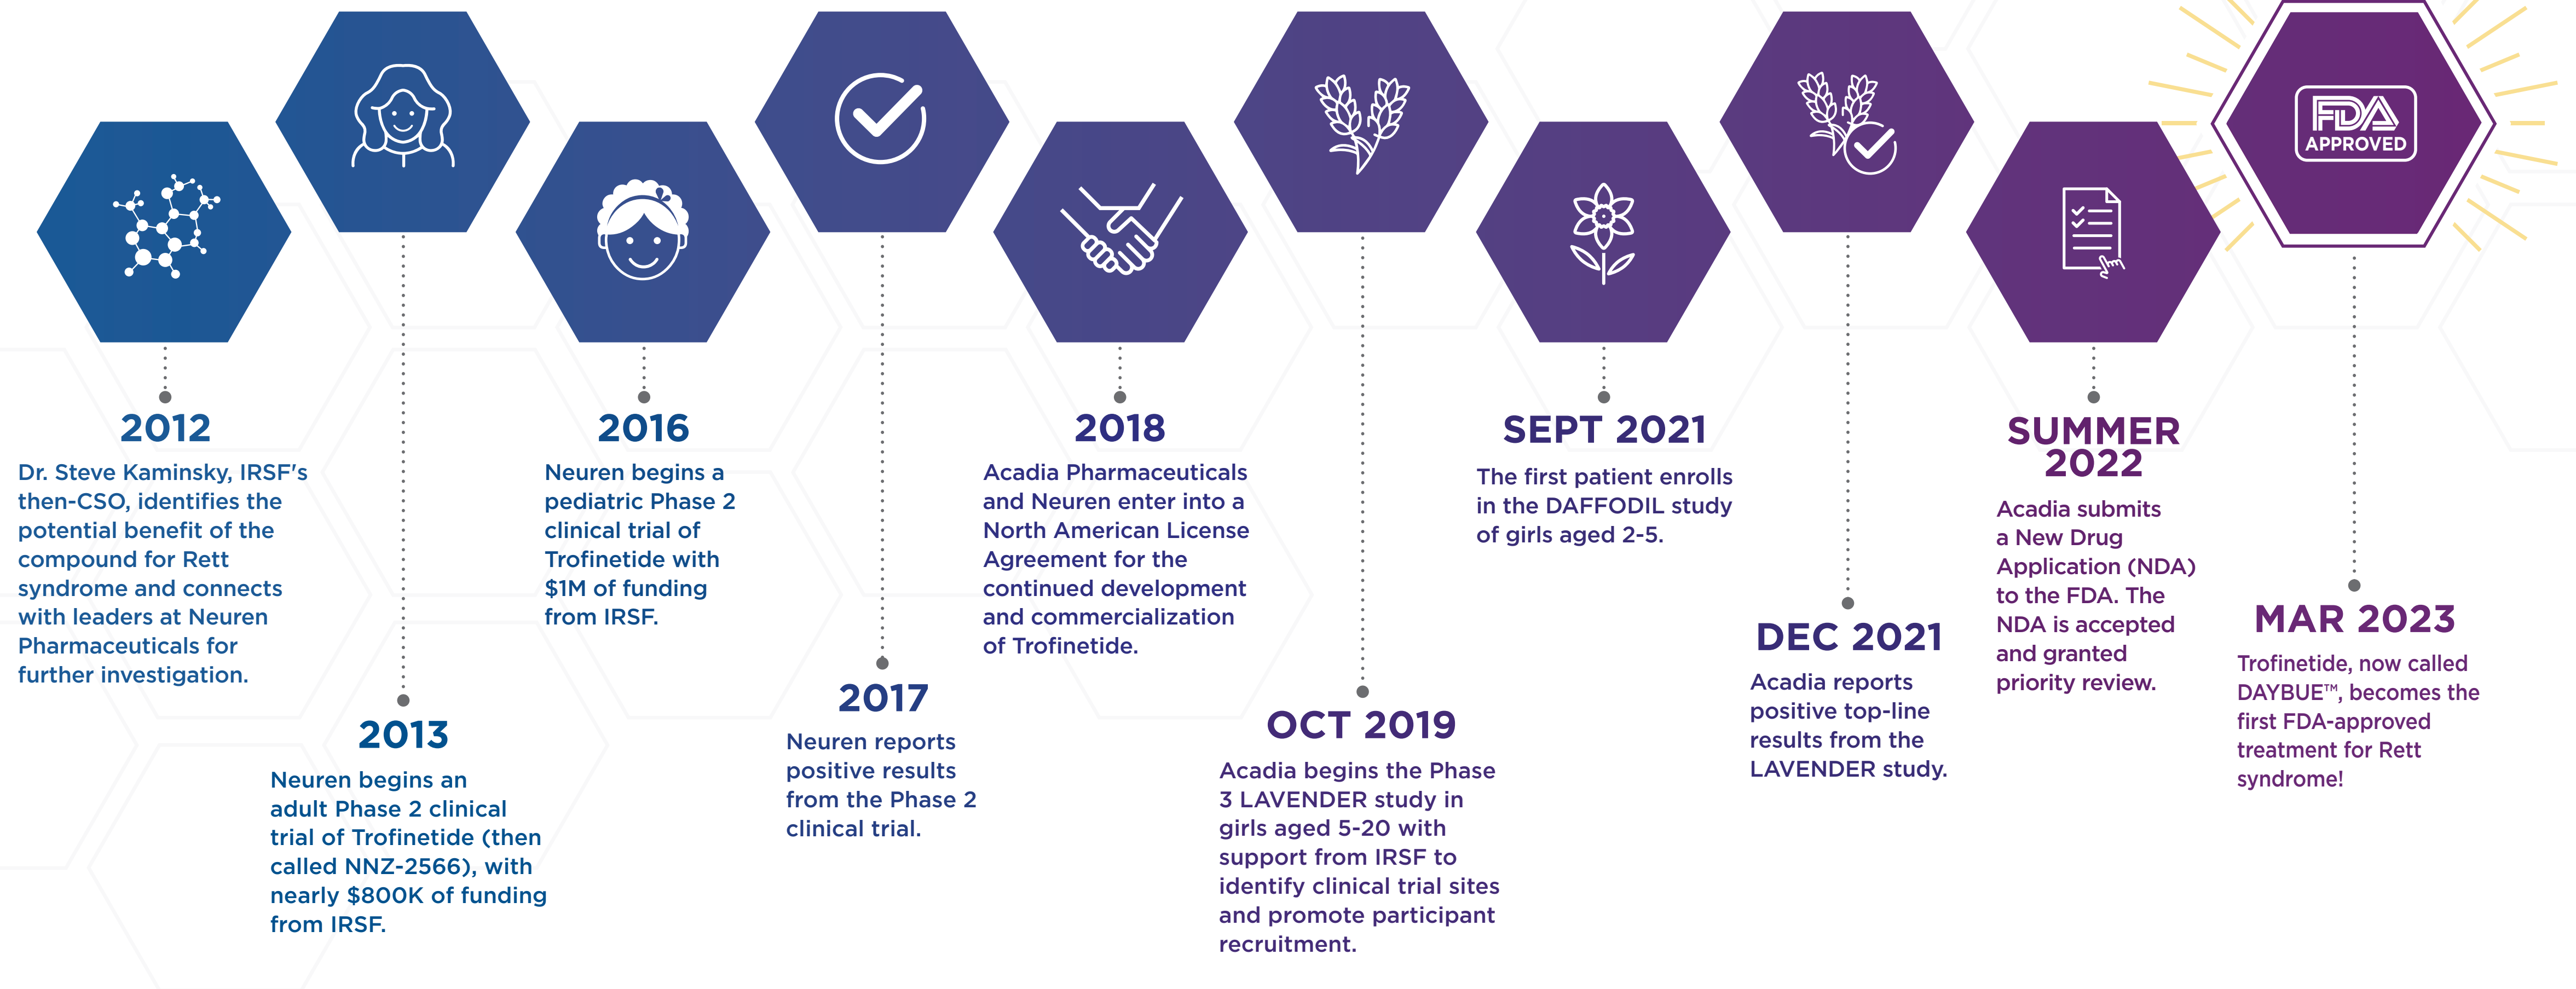 FDA
APPROVED
2012
Dr. Steve Kaminsky, IRSF's
then-CSO, identifies the
potential benefit of the
compound for Rett
syndrome and connects
with leaders at Neuren
Pharmaceuticals for
further investigation.
2013
Neuren begins an
adult Phase 2 clinical
trial of Trofinetide (then
called NNZ-2566), with
nearly $800K of funding
from IRSF.
2016
Neuren begins a
pediatric Phase 2
clinical trial of
Trofinetide with
$1M of funding
from IRSF.
2017
Neuren reports
positive results
from the Phase 2
clinical trial.
2018
Acadia Pharmaceuticals
and Neuren enter into a
North American License
Agreement for the
continued development
and commercialization
of Trofinetide.
OCT 2019
Acadia begins the Phase
3 LAVENDER study in
girls aged 5-20 with
support from IRSF to
identify clinical trial sites
and promote participant
recruitment.
SEPT 2021
The first patient enrolls
in the DAFFODIL study
of girls aged 2-5.
DEC 2021
Acadia reports
positive top-line
results from the
LAVENDER study.
SUMMER
2022
Acadia submits
a New Drug
Application (NDA)
to the FDA. The
NDA is accepted
and granted
priority review.
MAR 2023
Trofinetide, now called
DAYBUE™, becomes the
first FDA-approved
treatment for Rett
syndrome!